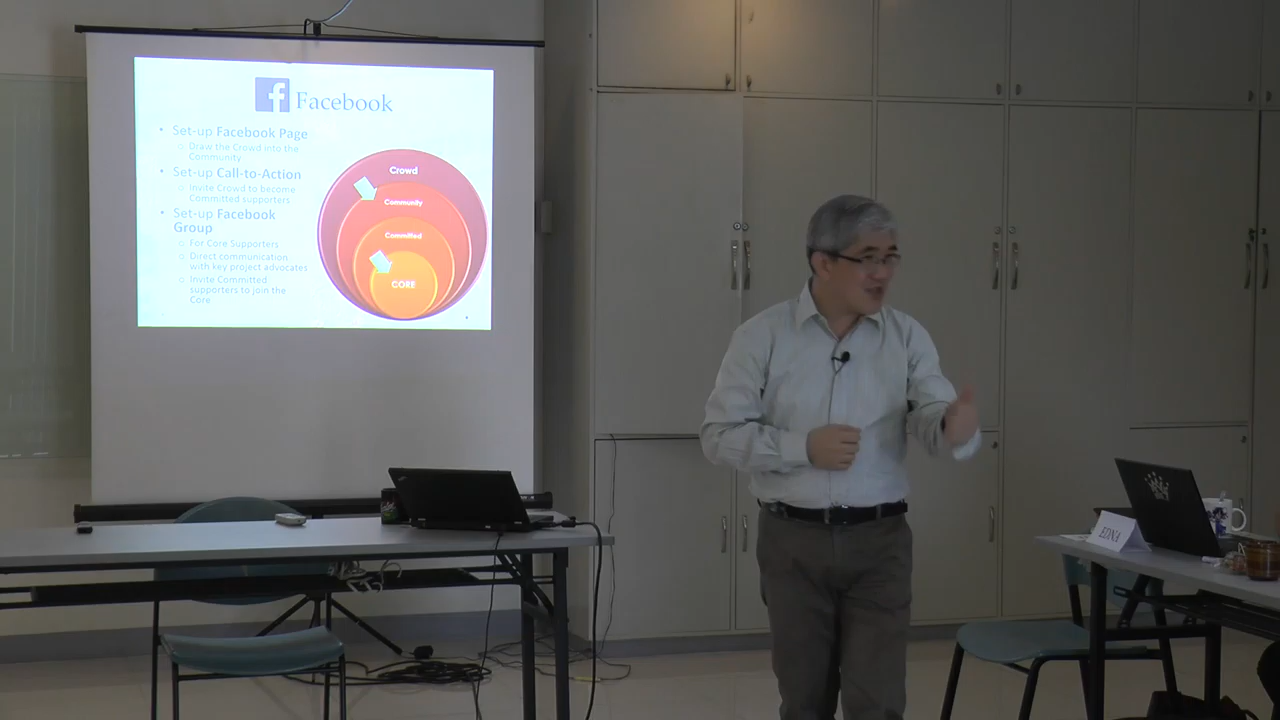 f Facebook
• Set-up Facebook Page
○ Draw the Crowd into the
Community
• Set-up Call-to-Action
○ Invite Crowd to become
Committed supporters
• Set-up Facebook
Group
○ For Core Supporters
○ Direct communication
with key project advocates
○ Invite Committed
supporters to join the
Core
Crowd
Community
Committed
CORE
EDNA